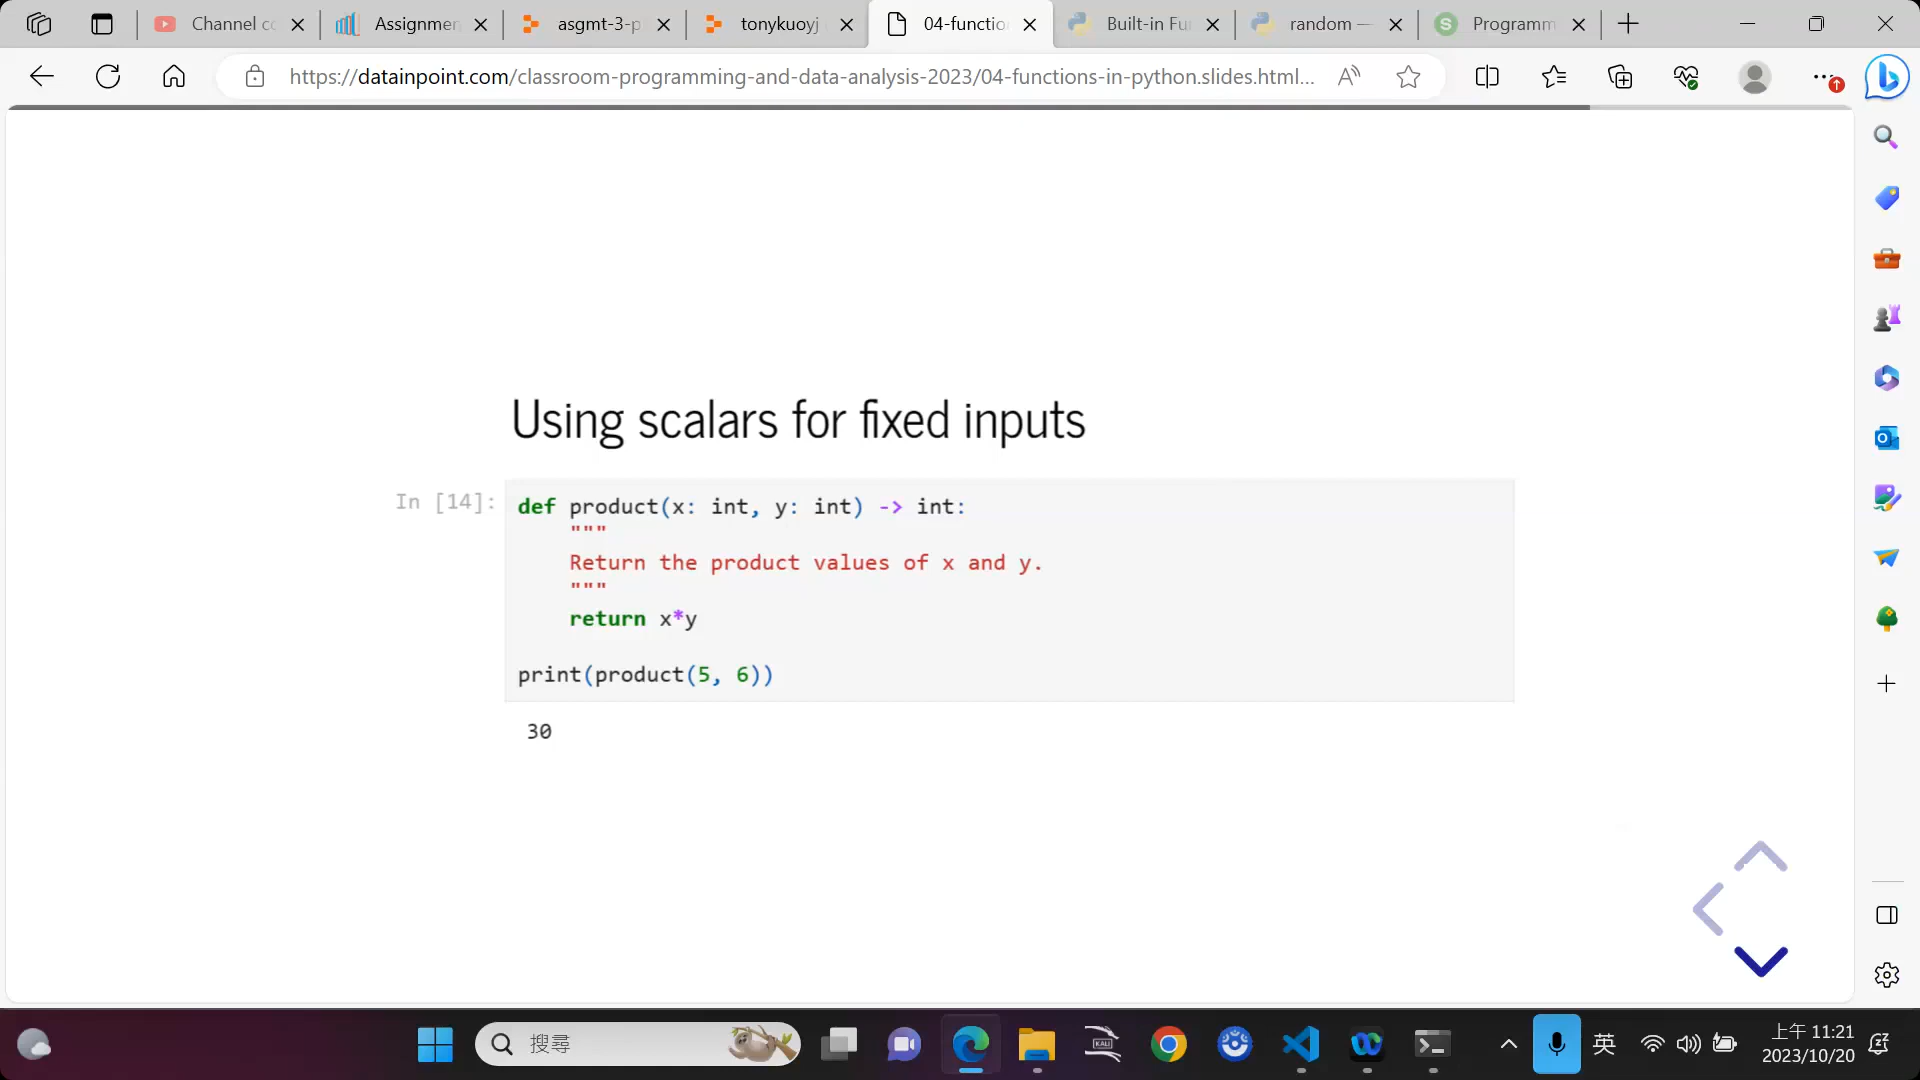 Channel co
Assignmen
asgmt-3-p
tonykuoyj
04-functio
Built-in Fu
random —
Programm
https://datainpoint.com/classroom-programming-and-data-analysis-2023/04-functions-in-python.slides.html...
Using scalars for fixed inputs
In [14]:
def product(x: int, y: int) -> int:
"""
Return the product values of x and y.
"""
return x*y
print(product(5, 6))
30
搜尋
KALI
英
上午 11:21
2023/10/20